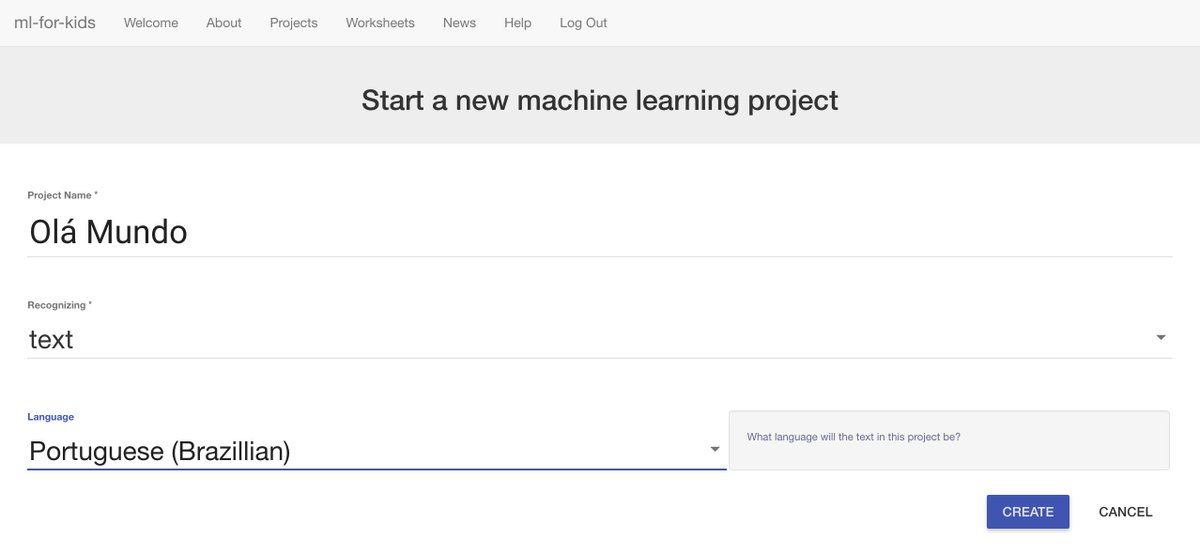 ml-for-kids Welcome About Projects Worksheets News Help Log Out
Start a new machine learning project
Project Name *
Olá Mundo
Recognizing *
text
Language
Portuguese (Brazillian)
What language will the text in this project be?
CREATE CANCEL